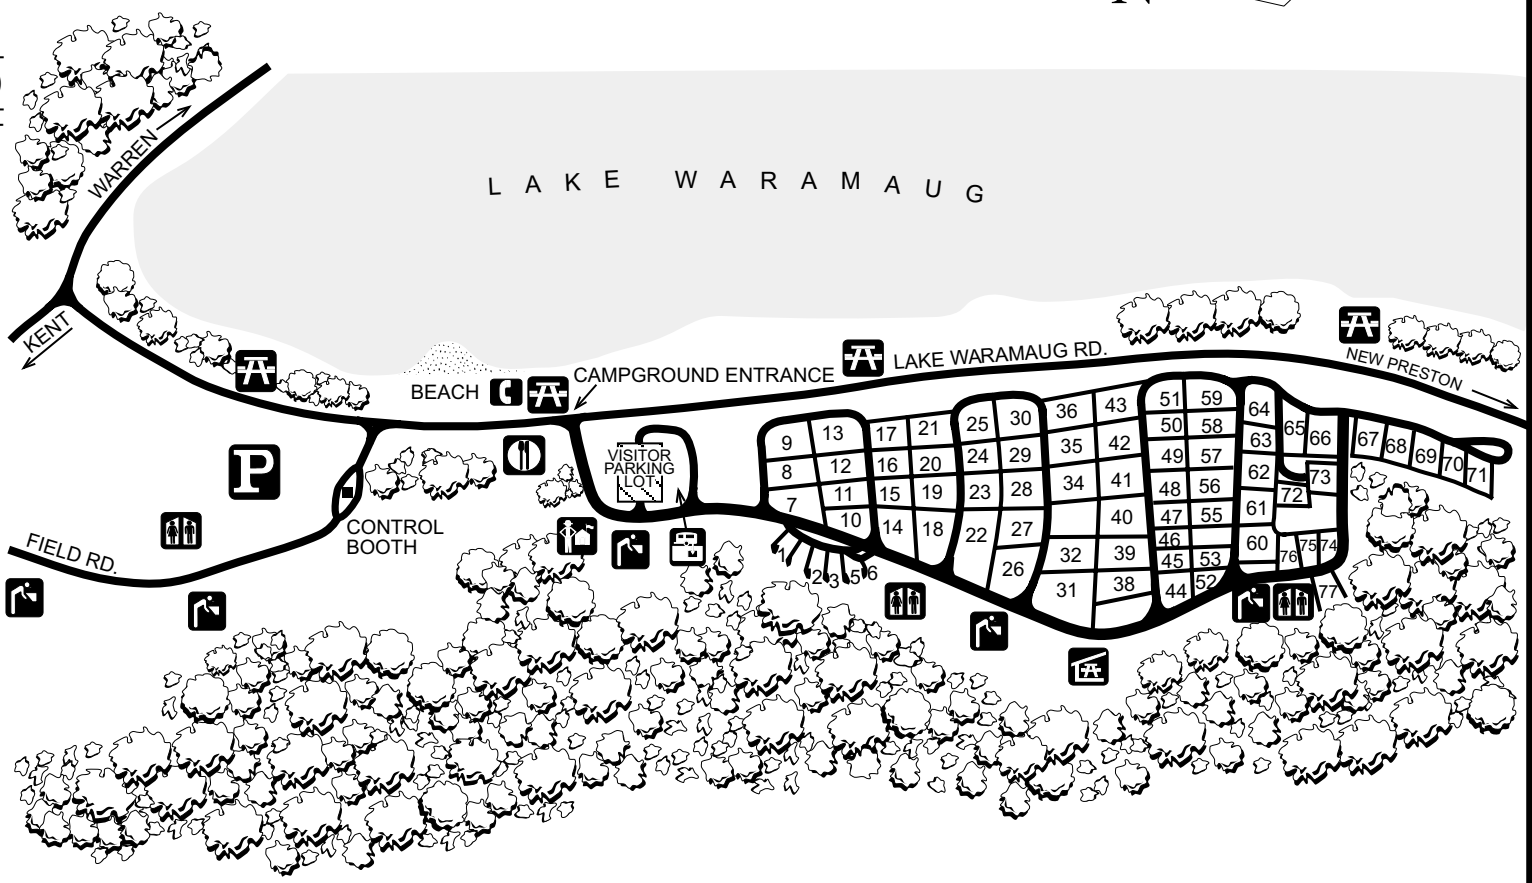 N
WARREN
LAKE WARAMAUG
KENT
BEACH
CAMPGROUND ENTRANCE
LAKE WARAMAUG RD.
NEW PRESTON
P
VISITOR
PARKING
LOT
CONTROL
BOOTH
FIELD RD.
9 13 17 21 25 30 36 43 51 59 64 65 66 67 68 69 70 71
8 12 16 20 24 29 35 42 50 58 63
49 57 62 73
7 11 15 19 23 28 34 41 48 56 72
10 14 18 22 27 40 47 55 61
46
32 39 45 53 60 76 75 74
26 31 38 44 52 77
2 3 5 6